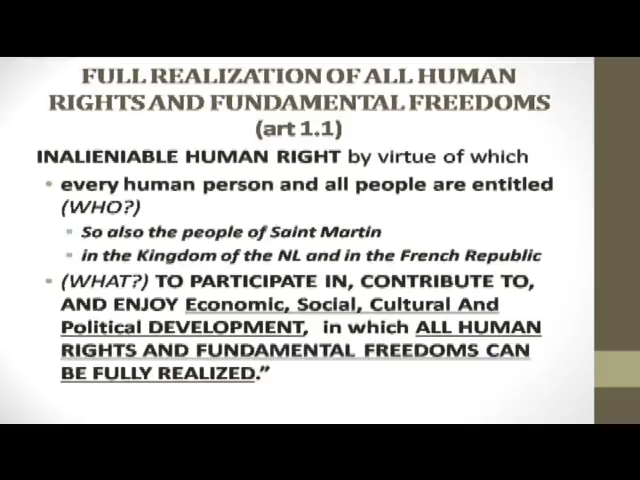 FULL REALIZATION OF ALL HUMAN
RIGHTS AND FUNDAMENTAL FREEDOMS
(art 1.1)
INALIENIABLE HUMAN RIGHT by virtue of which
• every human person and all people are entitled
(WHO?)
▪ So also the people of Saint Martin
▪ in the Kingdom of the NL and in the French Republic
• (WHAT?) TO PARTICIPATE IN, CONTRIBUTE TO,
AND ENJOY Economic, Social, Cultural And
Political DEVELOPMENT, in which ALL HUMAN
RIGHTS AND FUNDAMENTAL FREEDOMS CAN
BE FULLY REALIZED.”